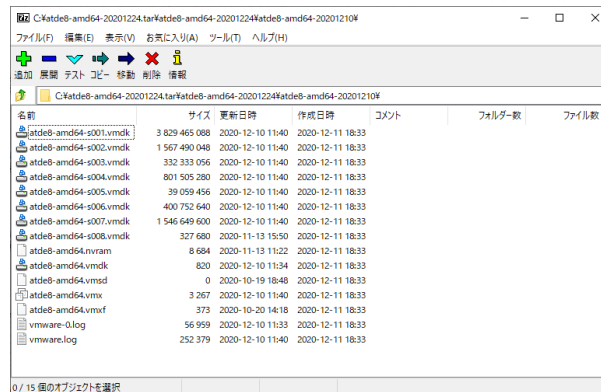 C:¥atde8-amd64-20201224.tar¥atde8-amd64-20201224¥atde8-amd64-20201210¥
ファイル(F) 編集(E) 表示(V) お気に入り(A) ツール(T) ヘルプ(H)
追加 展開 テスト コピー 移動 削除 情報
C:¥atde8-amd64-20201224.tar¥atde8-amd64-20201224¥atde8-amd64-20201210¥
名前 サイズ 更新日時 作成日時 コメント フォルダー数 ファイル数
atde8-amd64-s001.vmdk 3 829 465 088 2020-12-10 11:40 2020-12-11 18:33
atde8-amd64-s002.vmdk 1 567 490 048 2020-12-10 11:40 2020-12-11 18:33
atde8-amd64-s003.vmdk 332 333 056 2020-12-10 11:40 2020-12-11 18:33
atde8-amd64-s004.vmdk 801 505 280 2020-12-10 11:40 2020-12-11 18:33
atde8-amd64-s005.vmdk 39 059 456 2020-12-10 11:40 2020-12-11 18:33
atde8-amd64-s006.vmdk 400 752 640 2020-12-10 11:40 2020-12-11 18:33
atde8-amd64-s007.vmdk 1 546 649 600 2020-12-10 11:40 2020-12-11 18:33
atde8-amd64-s008.vmdk 327 680 2020-11-13 15:50 2020-12-11 18:33
atde8-amd64.nvram 8 684 2020-11-13 11:22 2020-12-11 18:33
atde8-amd64.vmdk 820 2020-12-10 11:34 2020-12-11 18:33
atde8-amd64.vmsd 0 2020-10-19 18:48 2020-12-11 18:33
atde8-amd64.vmx 3 267 2020-12-10 11:40 2020-12-11 18:33
atde8-amd64.vmxf 373 2020-10-20 14:18 2020-12-11 18:33
vmware-0.log 56 959 2020-12-10 11:33 2020-12-11 18:33
vmware.log 252 379 2020-12-10 11:40 2020-12-11 18:33
0 / 15 個のオブジェクトを選択